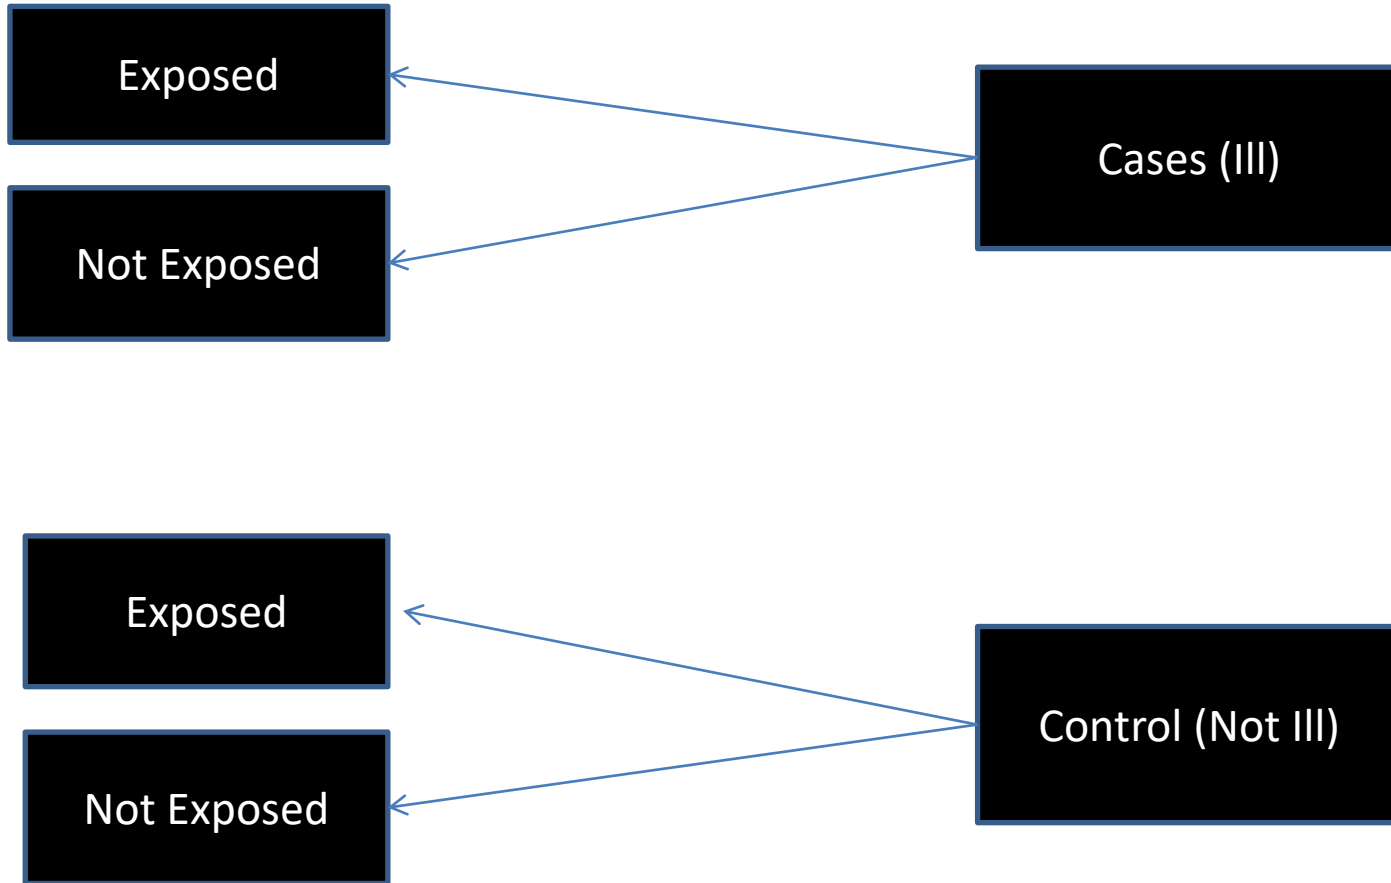 Exposed
Cases (Ill)
Not Exposed
Exposed
Control (Not Ill)
Not Exposed